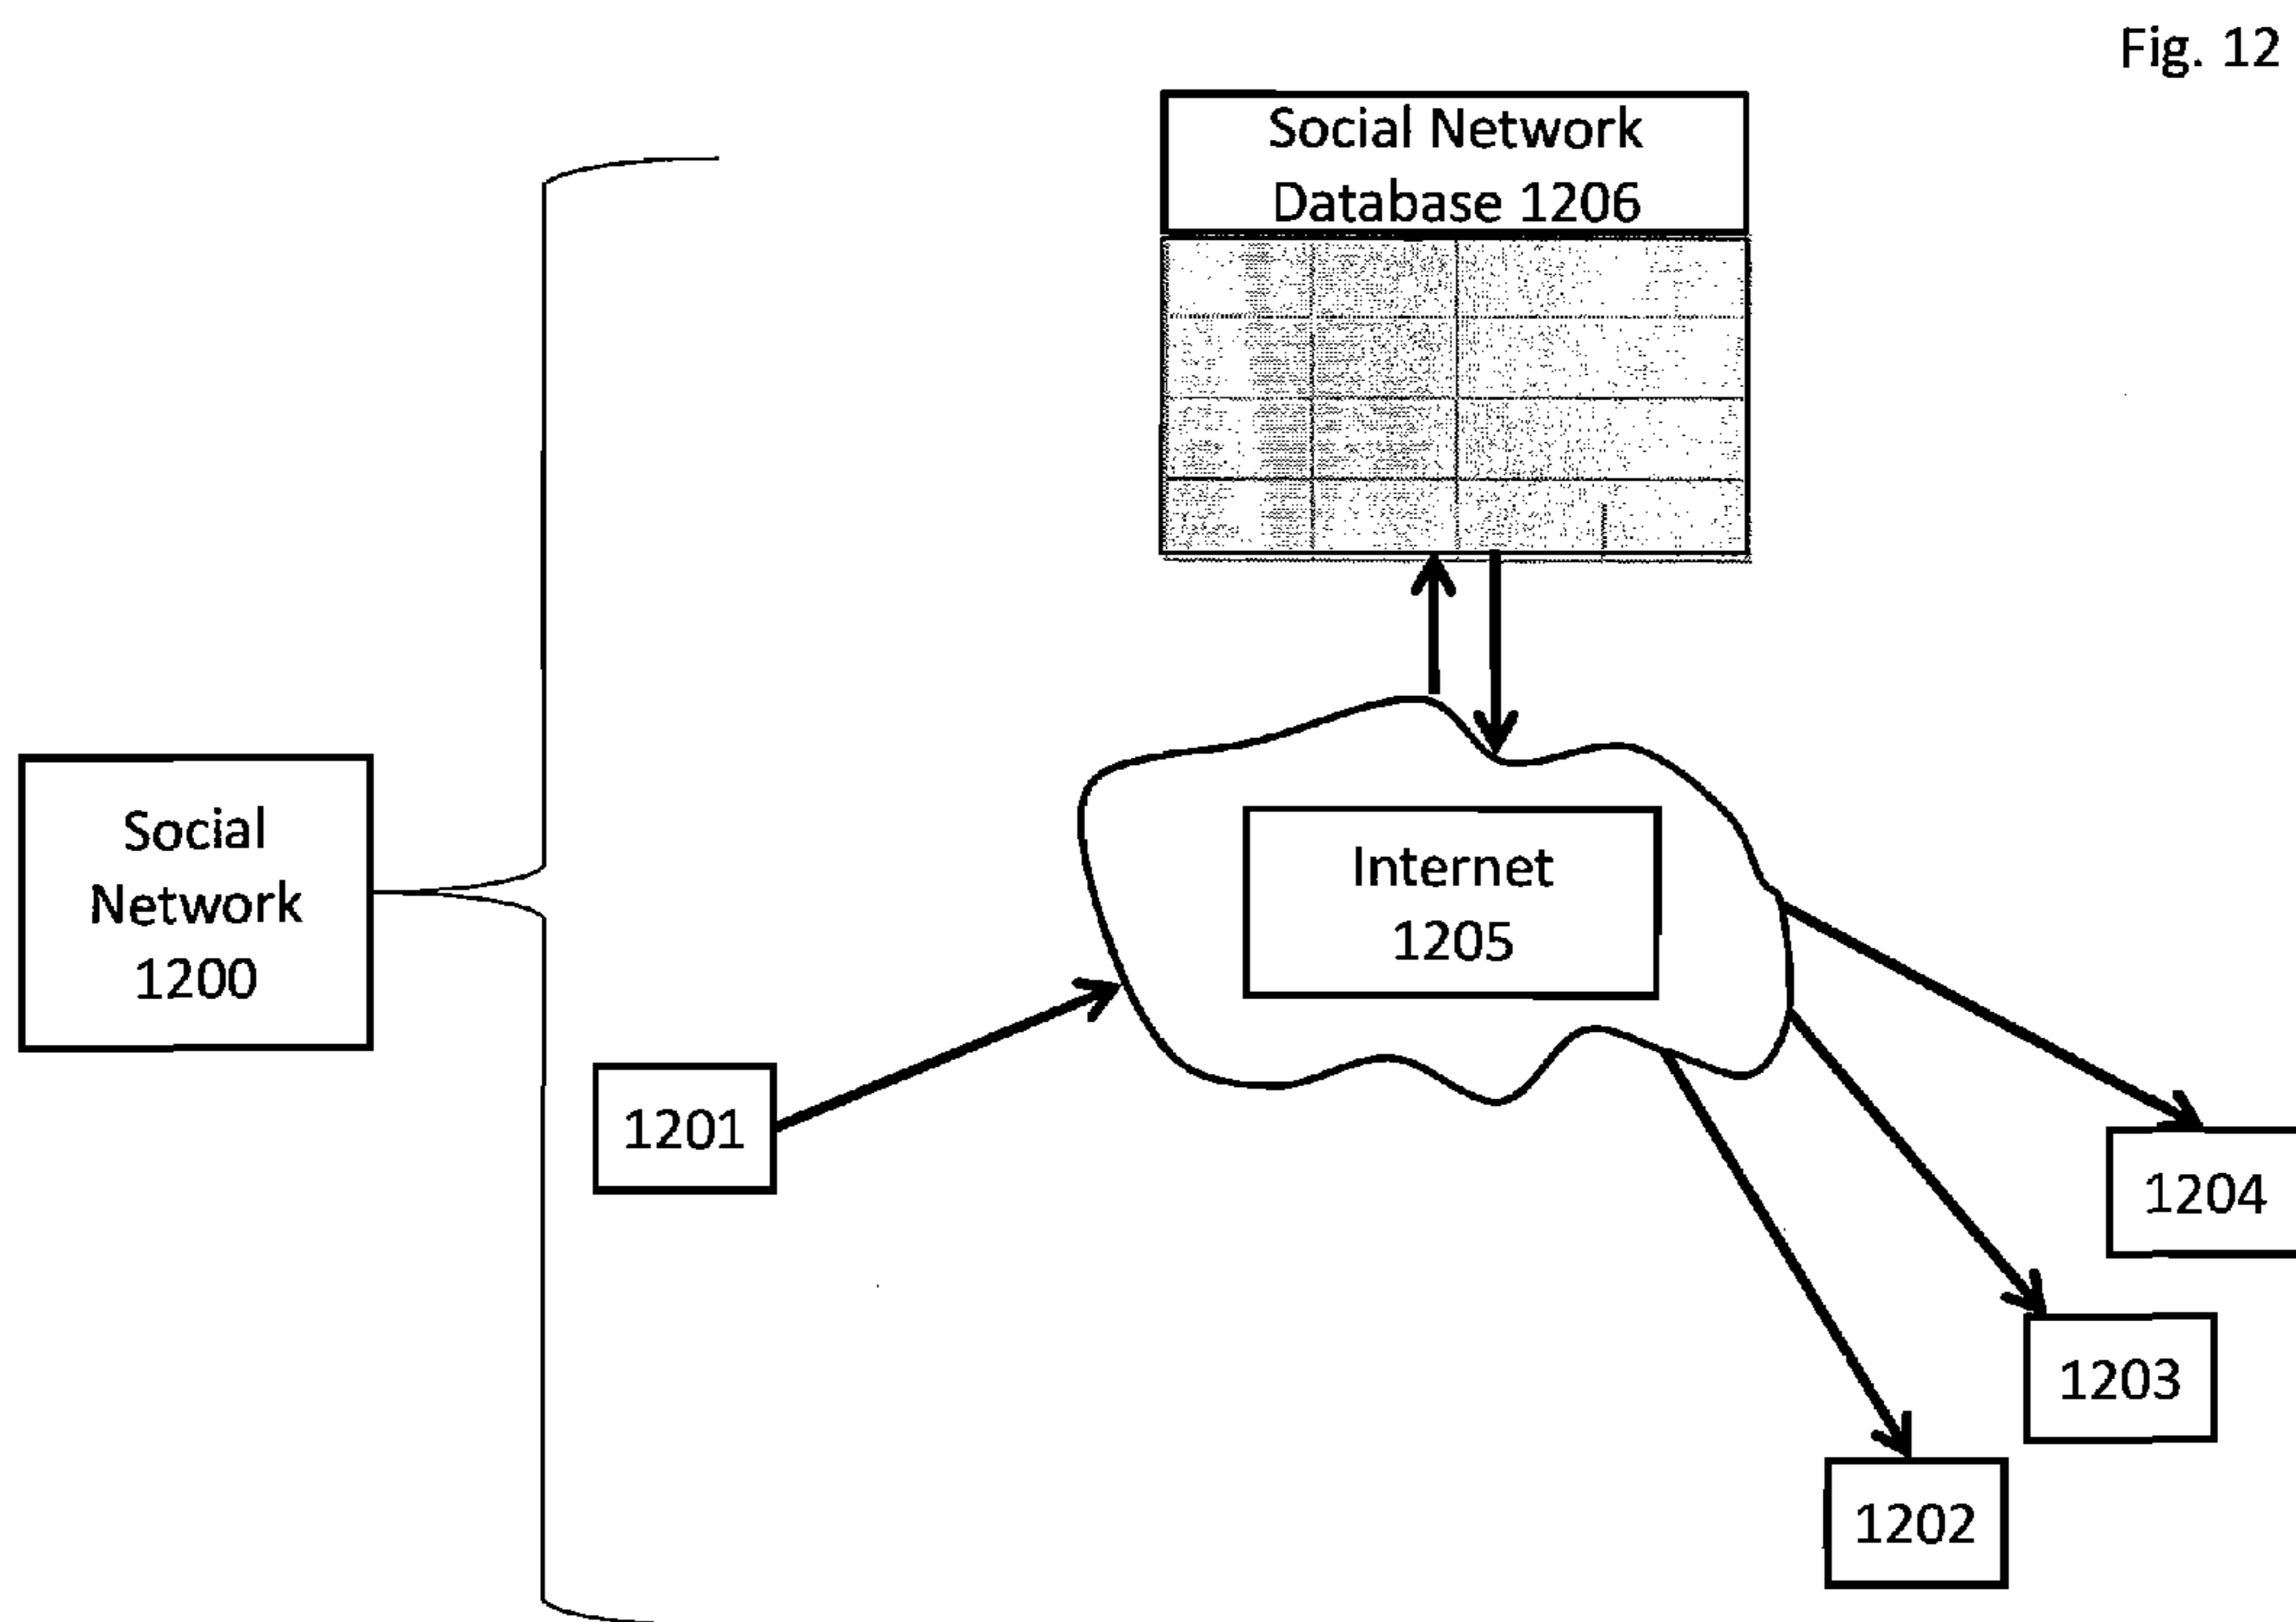 Fig. 12
Social Network
Database 1206
Social
Network
1200
Internet
1205
1201
1204
1203
1202